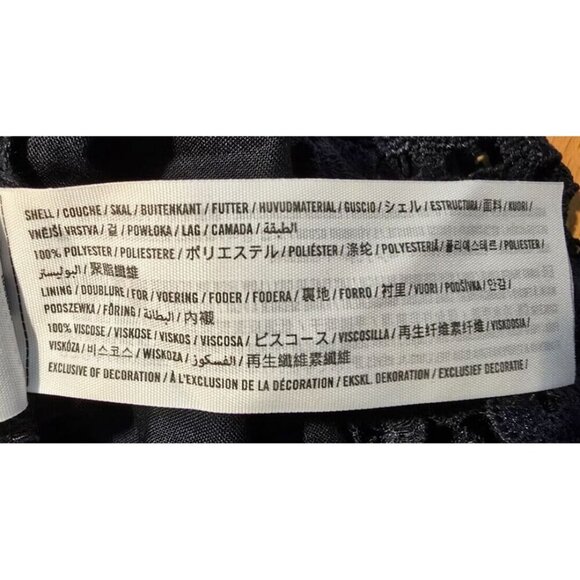 SHELL / COUCHE / SKAL / BUITENKANT / FUTTER / HUVUDMATERIAL / GUSCIO / シェル / ESTRUCTURA / 面料 / KUORI /
VNĚJŠÍ VRSTVA / 겉 / POWŁOKA / LAG / CAMADA / الطبقة /
100% POLYESTER / POLIESTERE / ポリエステル / POLIÉSTER / 涤纶 / POLYESTERIÄ / 폴리에스테르 / POLIESTER /
البوليستر / 聚脂纖維
LINING / DOUBLURE / FOR / VOERING / FODER / FODERA / 裏地 / FORRO / 衬里 / VUORI / PODŠÍVKA / 안감 /
PODSZEWKA / FÔRING / البطانة / 內襯
100% VISCOSE / VISKOSE / VISKOS / VISCOSA / ビスコース / VISCOSILLA / 再生纤维素纤维 / VISKOOSIA /
VISKÓZA / 비스코스 / WISKOZA / الفسكوز / 再生纖維素纖維
EXCLUSIVE OF DECORATION / À L'EXCLUSION DE LA DÉCORATION / EKSKL. DEKORATION / EXCLUSIEF DECORATIE /